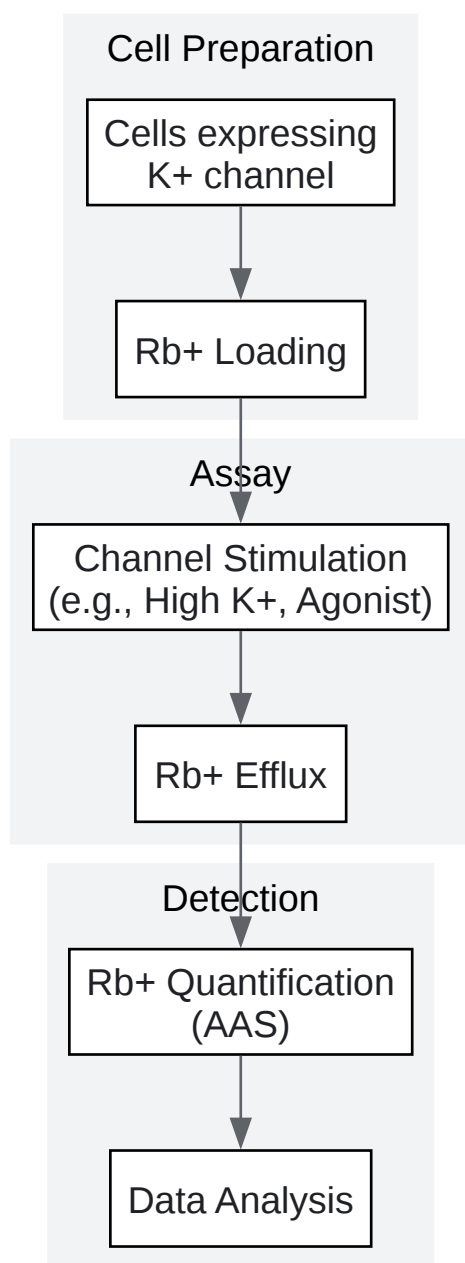 Cell Preparation
Cells expressing
K+ channel
Rb+ Loading
Assay
Channel Stimulation
(e.g., High K+, Agonist)
Rb+ Efflux
Detection
Rb+ Quantification
(AAS)
Data Analysis